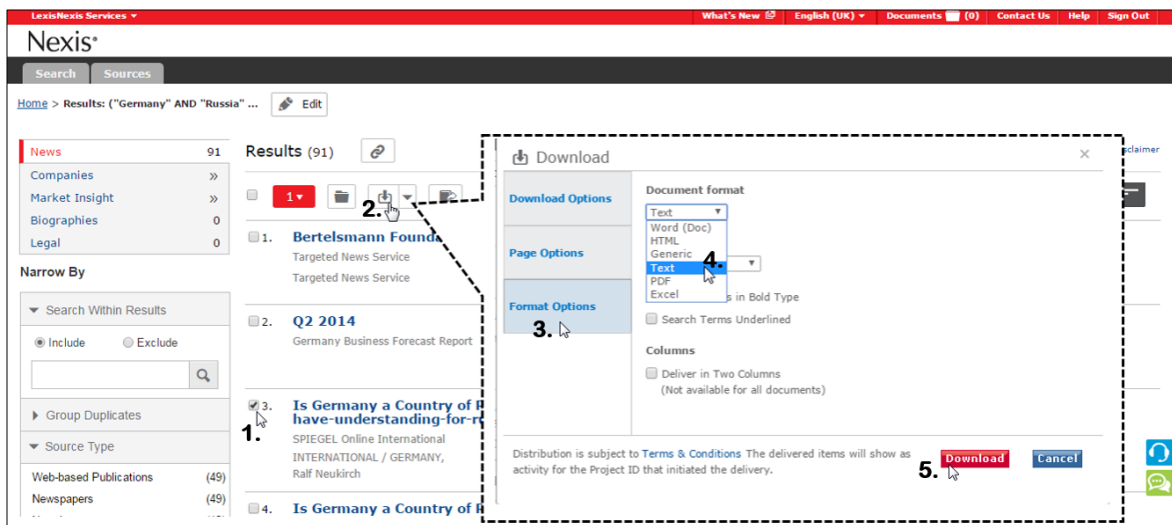 LexisNexis Services
What's New English (UK) Documents (0) Contact Us Help Sign Out
Nexis®
Search Sources
Home > Results: ("Germany" AND "Russia" ... Edit
News 91
Companies »
Market Insight »
Biographies 0
Legal 0
Narrow By
Search Within Results
Include Exclude
Group Duplicates
Source Type
Web-based Publications (49)
Newspapers (49)
Results (91)
1
2.
1. Bertelsmann Founda
Targeted News Service
Targeted News Service
2. Q2 2014
Germany Business Forecast Report
3. Is Germany a Country of R
have-understanding-for-ru
1.
SPIEGEL Online International
INTERNATIONAL / GERMANY,
Ralf Neukirch
4. Is Germany a Country of R
sclaimer
Download
Download Options
Page Options
Format Options
3.
Document format
Text
Word (Doc)
HTML
Generic
Text
4.
PDF
Excel
s in Bold Type
Search Terms Underlined
Columns
Deliver in Two Columns
(Not available for all documents)
Distribution is subject to Terms & Conditions The delivered items will show as
activity for the Project ID that initiated the delivery.
5.
Download Cancel